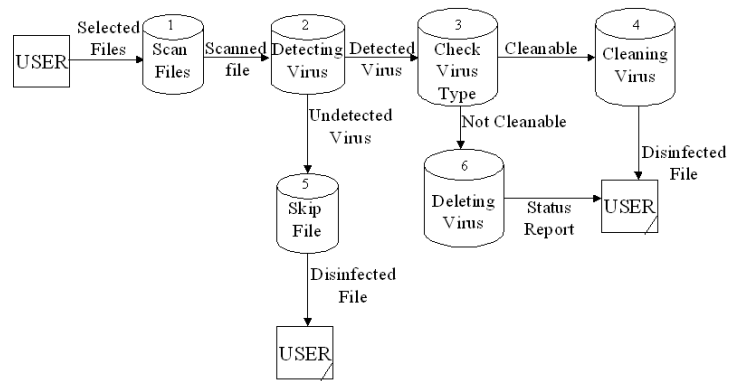 USER
Selected
Files
1
Scan
Files
Scanned
file
2
Detecting
Virus
Detected
Virus
3
Check
Virus
Type
Cleanable
4
Cleaning
Virus
Undetected
Virus
Not Cleanable
5
Skip
File
6
Deleting
Virus
Status
Report
Disinfected
File
USER
Disinfected
File
USER